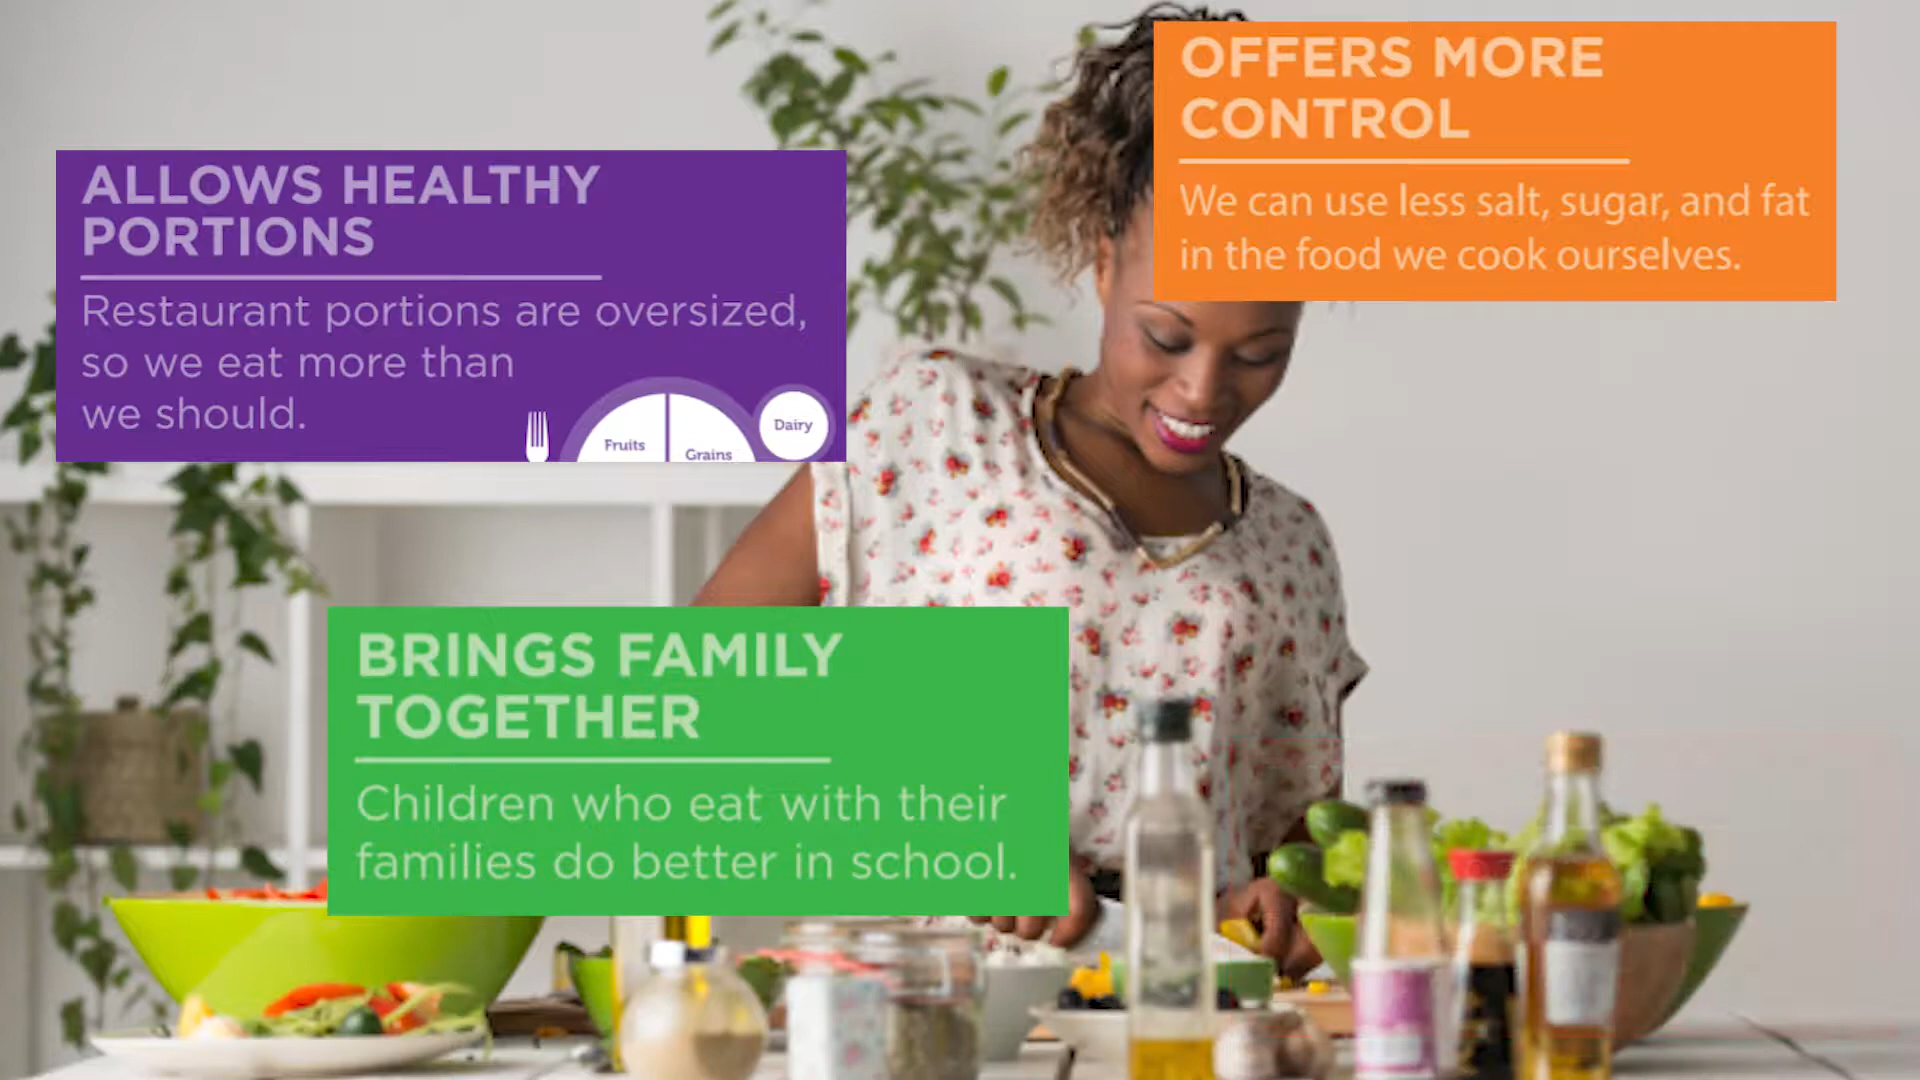 OFFERS MORE
CONTROL
We can use less salt, sugar, and fat
in the food we cook ourselves.
ALLOWS HEALTHY
PORTIONS
Restaurant portions are oversized,
so we eat more than
we should.
Fruits
Grains
Dairy
BRINGS FAMILY
TOGETHER
Children who eat with their
families do better in school.